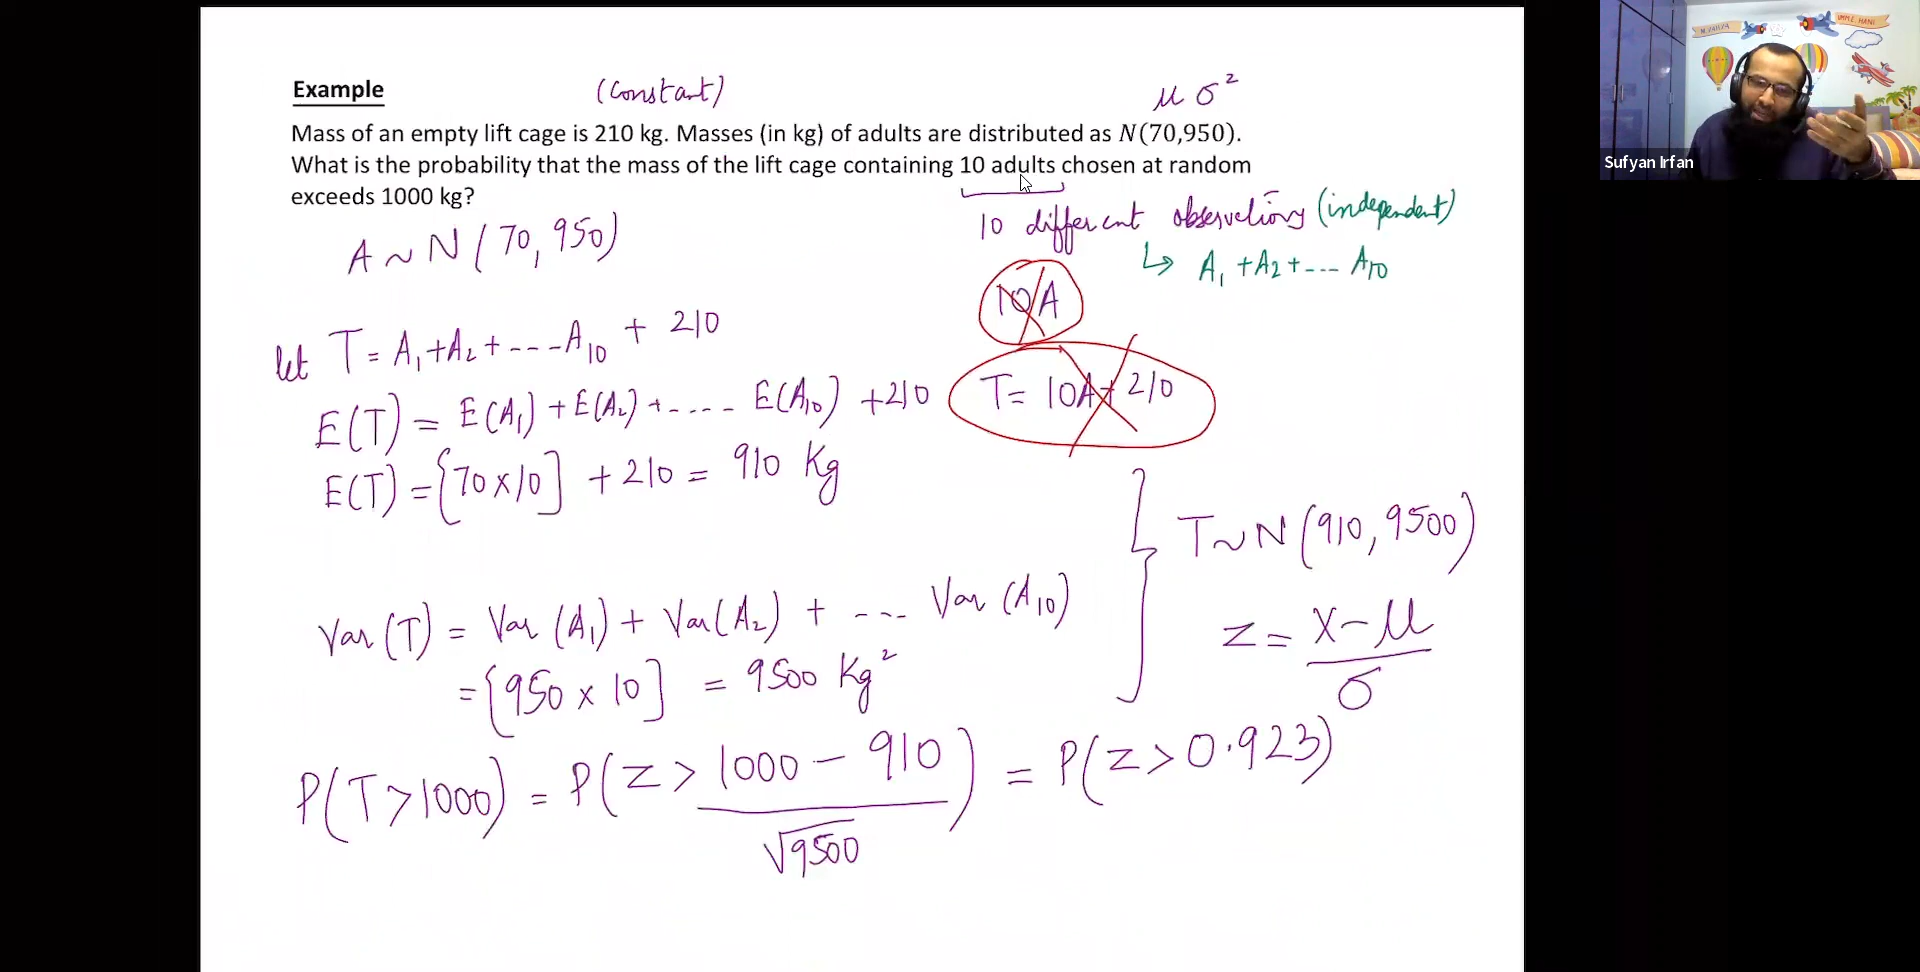 Example
(Constant)
μ σ²
Mass of an empty lift cage is 210 kg. Masses (in kg) of adults are distributed as N(70,950).
What is the probability that the mass of the lift cage containing 10 adults chosen at random
exceeds 1000 kg?
10 different observations (independent)
↳ A₁ + A₂ + --- A₁₀
A ~ N(70, 950)
10A
let T = A₁ + A₂ + ---- A₁₀ + 210
E(T) = E(A₁) + E(A₂) + ..... E(A₁₀) + 210
T = 10A + 210
E(T) = [70 × 10] + 210 = 910 Kg
T ~ N(910, 9500)
Var(T) = Var(A₁) + Var(A₂) + --- Var(A₁₀)
= [950 × 10] = 9500 Kg²
Z = (X − μ)/σ
P(T > 1000) = P(Z > (1000 − 910)/√9500) = P(Z > 0.923)
M.YAHYA
UMME HANI
Sufyan Irfan